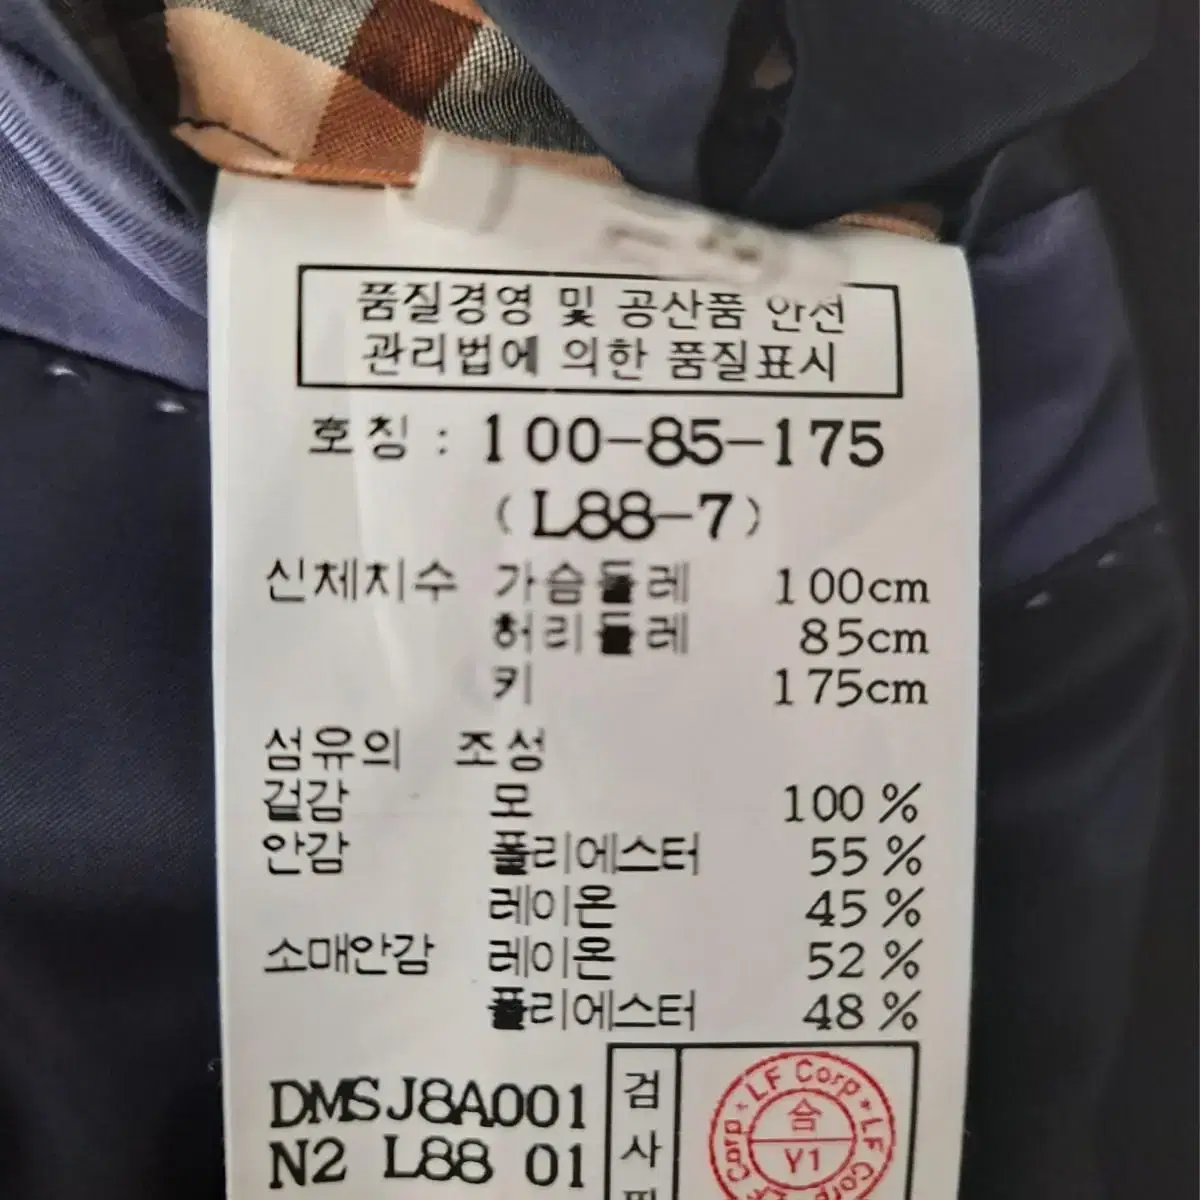 품질경영 및 공산품 안전
관리법에 의한 품질표시
호칭 : 100-85-175
(L88-7)
신체치수 가슴둘레 100cm
허리둘레 85cm
키 175cm
섬유의 조성
겉감 모 100%
안감 폴리에스터 55%
레이온 45%
소매안감 레이온 52%
폴리에스터 48%
DMSJ8A001
N2 L88 01
검
사
LF Corp LF Corp LF Corp
合
Y1